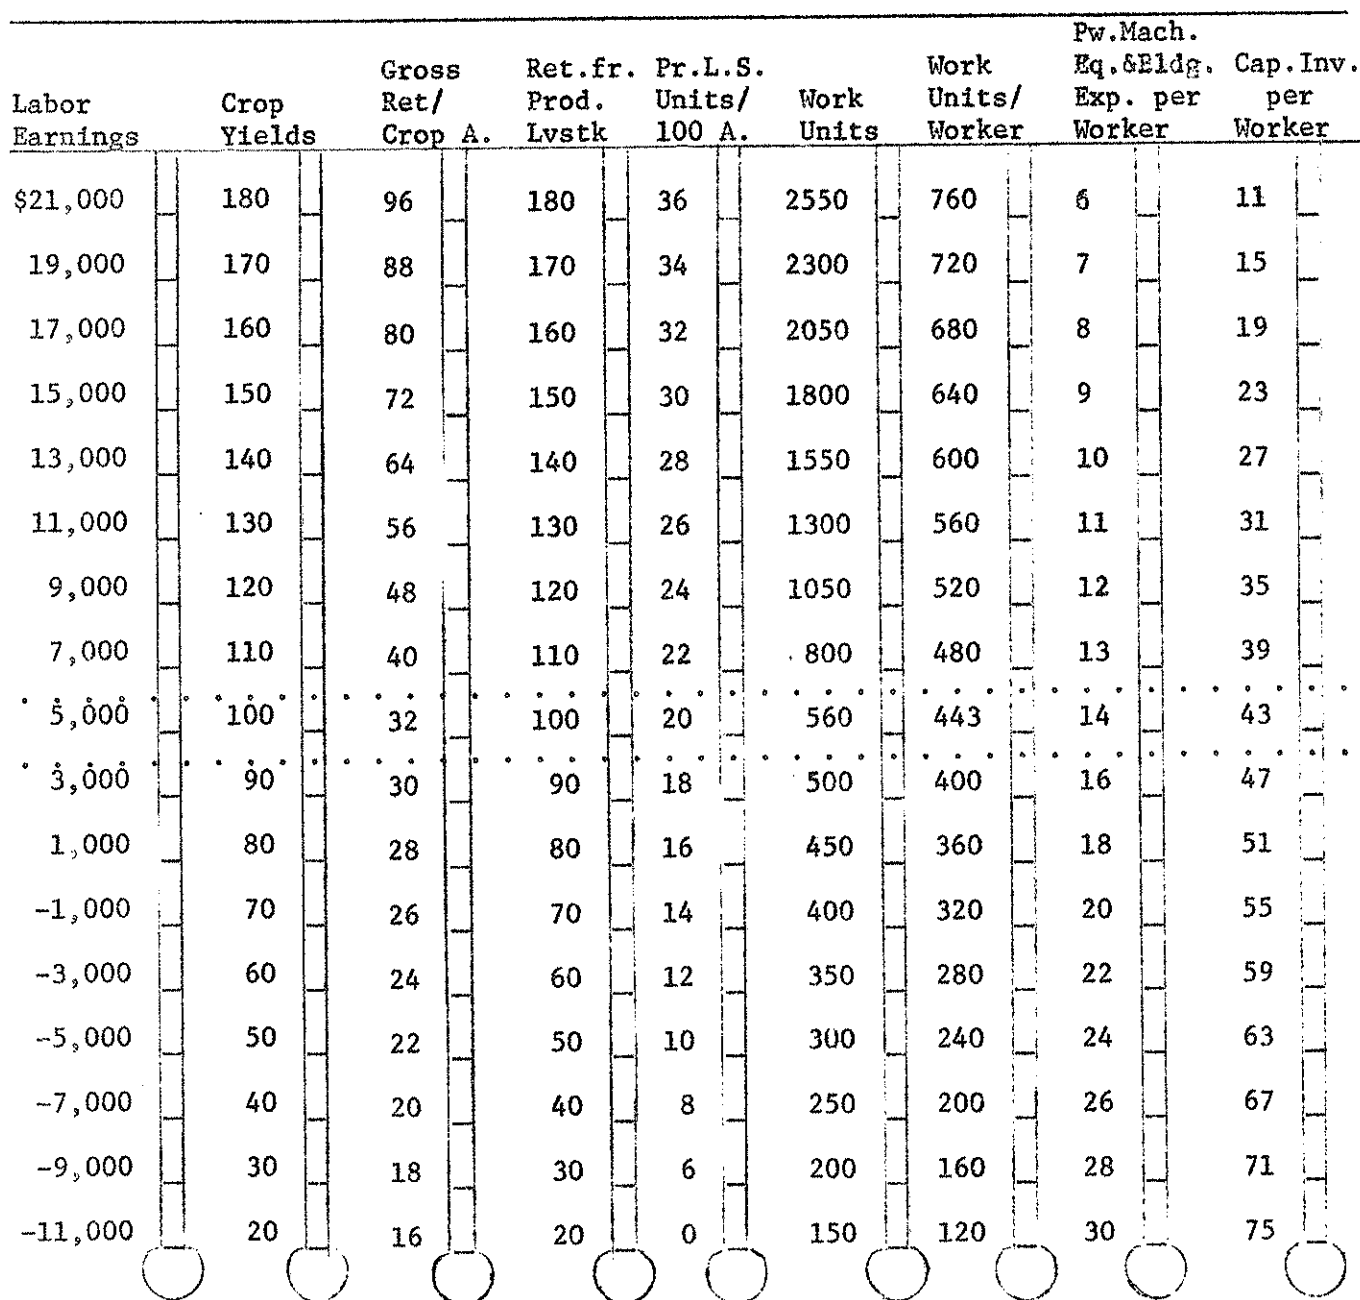 Pw.Mach.
Gross Ret.fr. Pr.L.S. Work Eq.&Bldg. Cap.Inv.
Labor Crop Ret/ Prod. Units/ Work Units/ Exp. per per
Earnings Yields Crop A. Lvstk 100 A. Units Worker Worker Worker
$21,000 180 96 180 36 2550 760 6 11
19,000 170 88 170 34 2300 720 7 15
17,000 160 80 160 32 2050 680 8 19
15,000 150 72 150 30 1800 640 9 23
13,000 140 64 140 28 1550 600 10 27
11,000 130 56 130 26 1300 560 11 31
9,000 120 48 120 24 1050 520 12 35
7,000 110 40 110 22 800 480 13 39
5,000 100 32 100 20 560 443 14 43
3,000 90 30 90 18 500 400 16 47
1,000 80 28 80 16 450 360 18 51
-1,000 70 26 70 14 400 320 20 55
-3,000 60 24 60 12 350 280 22 59
-5,000 50 22 50 10 300 240 24 63
-7,000 40 20 40 8 250 200 26 67
-9,000 30 18 30 6 200 160 28 71
-11,000 20 16 20 0 150 120 30 75